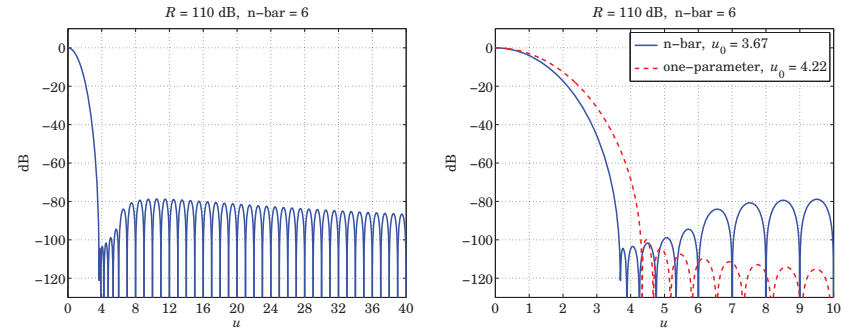 R = 110 dB, n-bar = 6
0
−20
−40
−60
−80
−100
−120
dB
0 4 8 12 16 20 24 28 32 36 40
u
R = 110 dB, n-bar = 6
n-bar, u0 = 3.67
one-parameter, u0 = 4.22
0
−20
−40
−60
−80
−100
−120
dB
0 1 2 3 4 5 6 7 8 9 10
u